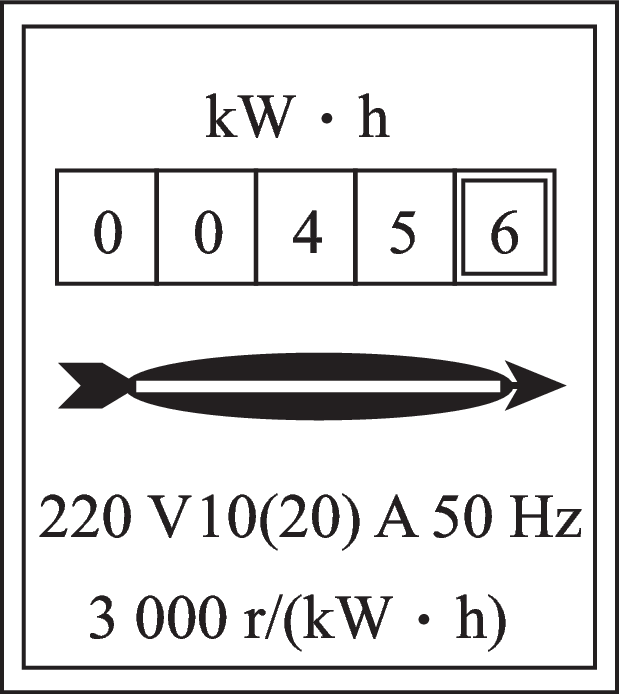 kW · h
0 0 4 5 6
220 V10(20) A 50 Hz
3 000 r/(kW · h)